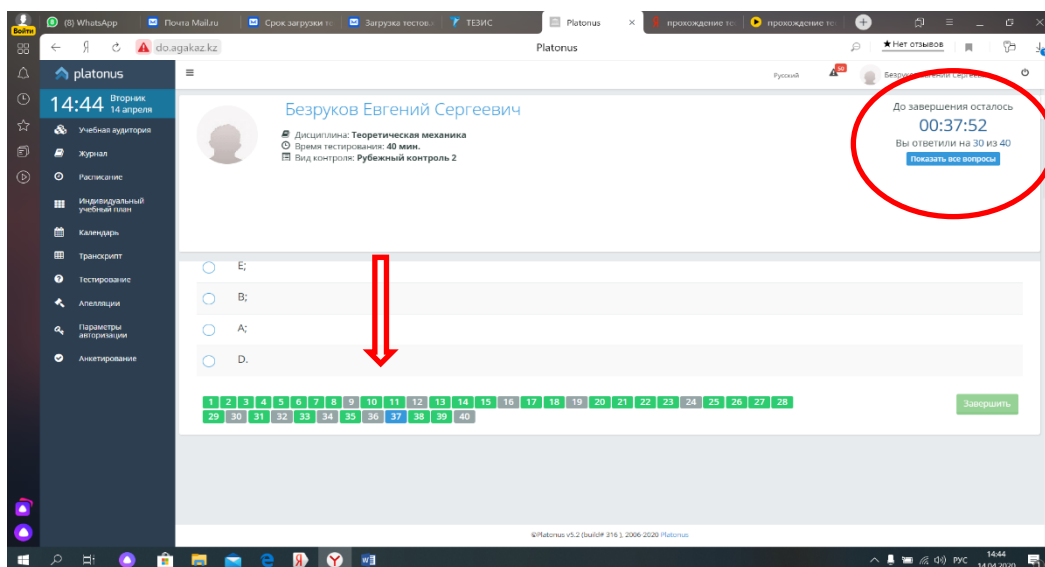 (8) WhatsApp
Почта Mail.ru
Срок загрузки те
Загрузка тестов.
ТЕЗИС
Platonus
прохождение те
прохождение те
Войти
do.agakaz.kz
Platonus
★Нет отзывов
platonus
Русский
50
14:44 Вторник
14 апреля
Учебная аудитория
Журнал
Расписание
Индивидуальный
учебный план
Календарь
Транскрипт
Тестирование
Апелляции
Параметры
авторизации
Анкетирование
Безруков Евгений Сергеевич
Дисциплина: Теоретическая механика
Время тестирования: 40 мин.
Вид контроля: Рубежный контроль 2
До завершения осталось
00:37:52
Вы ответили на 30 из 40
Показать все вопросы
E;
B;
A;
D.
1 2 3 4 5 6 7 8 9 10 11 12 13 14 15 16 17 18 19 20 21 22 23 24 25 26 27 28
29 30 31 32 33 34 35 36 37 38 39 40
Завершить
©Platonus v5.2 (build# 316 ), 2006-2020 Platonus
РУС
14:44
14.04.2020